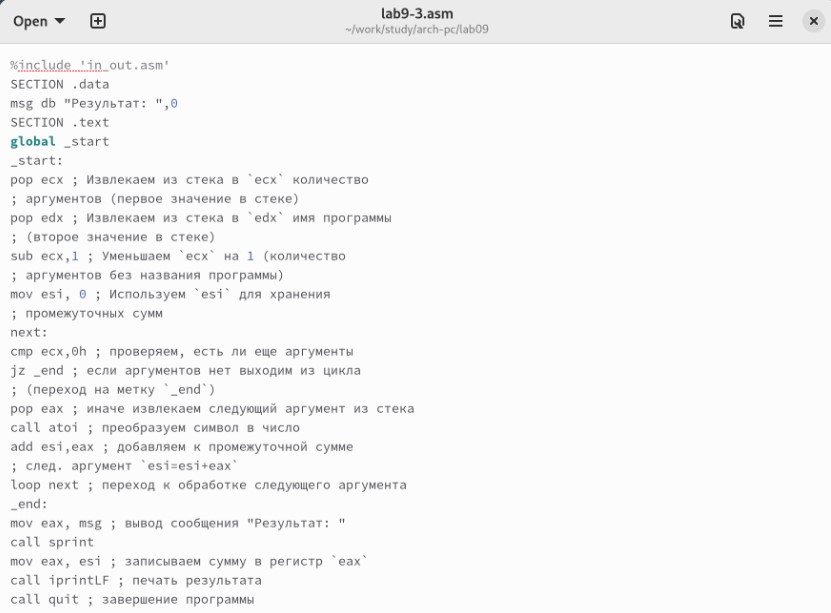 Open
lab9-3.asm
~/work/study/arch-pc/lab09
%include 'in_out.asm'
SECTION .data
msg db "Результат: ",0
SECTION .text
global _start
_start:
pop ecx ; Извлекаем из стека в `ecx` количество
; аргументов (первое значение в стеке)
pop edx ; Извлекаем из стека в `edx` имя программы
; (второе значение в стеке)
sub ecx,1 ; Уменьшаем `ecx` на 1 (количество
; аргументов без названия программы)
mov esi, 0 ; Используем `esi` для хранения
; промежуточных сумм
next:
cmp ecx,0h ; проверяем, есть ли еще аргументы
jz _end ; если аргументов нет выходим из цикла
; (переход на метку `_end`)
pop eax ; иначе извлекаем следующий аргумент из стека
call atoi ; преобразуем символ в число
add esi,eax ; добавляем к промежуточной сумме
; след. аргумент `esi=esi+eax`
loop next ; переход к обработке следующего аргумента
_end:
mov eax, msg ; вывод сообщения "Результат: "
call sprint
mov eax, esi ; записываем сумму в регистр `eax`
call iprintLF ; печать результата
call quit ; завершение программы